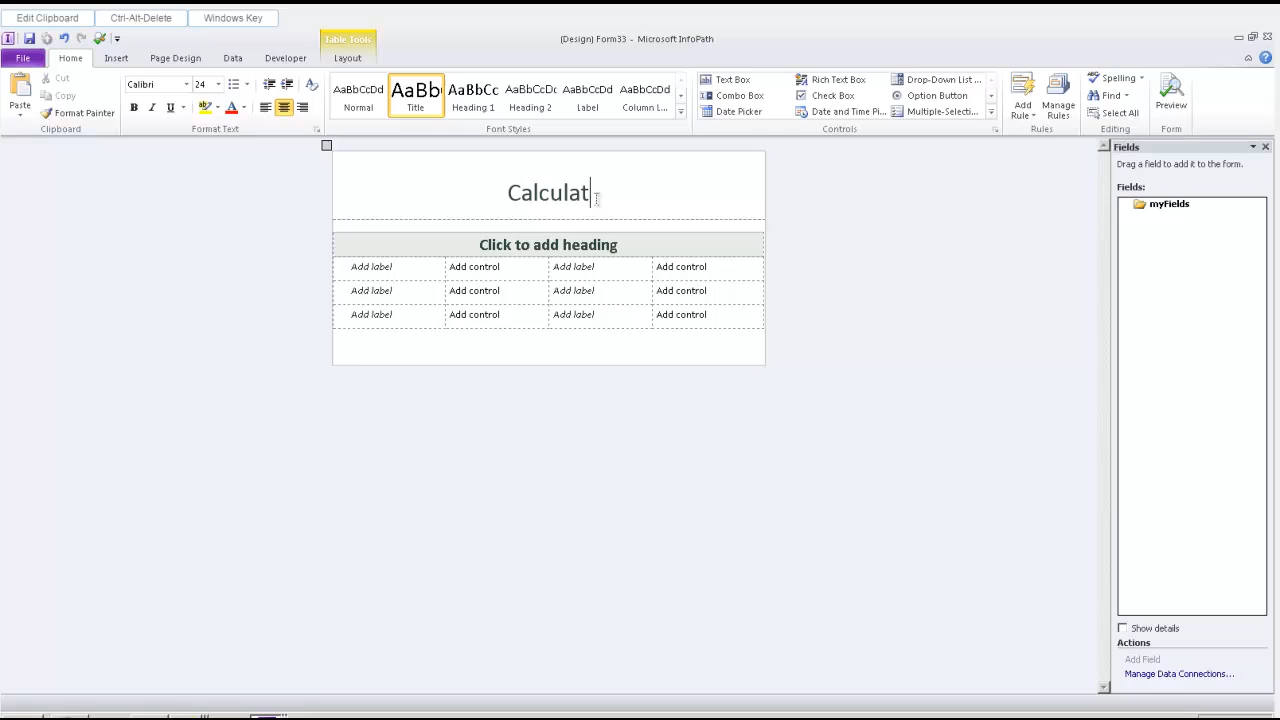 Edit Clipboard Ctrl-Alt-Delete Windows Key
Table Tools (Design) Form33 - Microsoft InfoPath
File Home Insert Page Design Data Developer Layout
Paste Cut Copy Format Painter
Clipboard
Calibri 24
B I U A
Format Text
AaBbCcDd AaBb( AaBbCc AaBbCcDc AaBbCcDd AaBbCcDd
Normal Title Heading 1 Heading 2 Label Column L...
Font Styles
Text Box Rich Text Box Drop-Down List ...
Combo Box Check Box Option Button
Date Picker Date and Time Pi... Multiple-Selecti...
Controls
Add Rule Manage Rules
Rules
Spelling
Find
Select All
Editing
Preview
Form
Calculat
Click to add heading
Add label Add control Add label Add control
Add label Add control Add label Add control
Add label Add control Add label Add control
Fields
Drag a field to add it to the form.
Fields:
myFields
Show details
Actions
Add Field
Manage Data Connections...